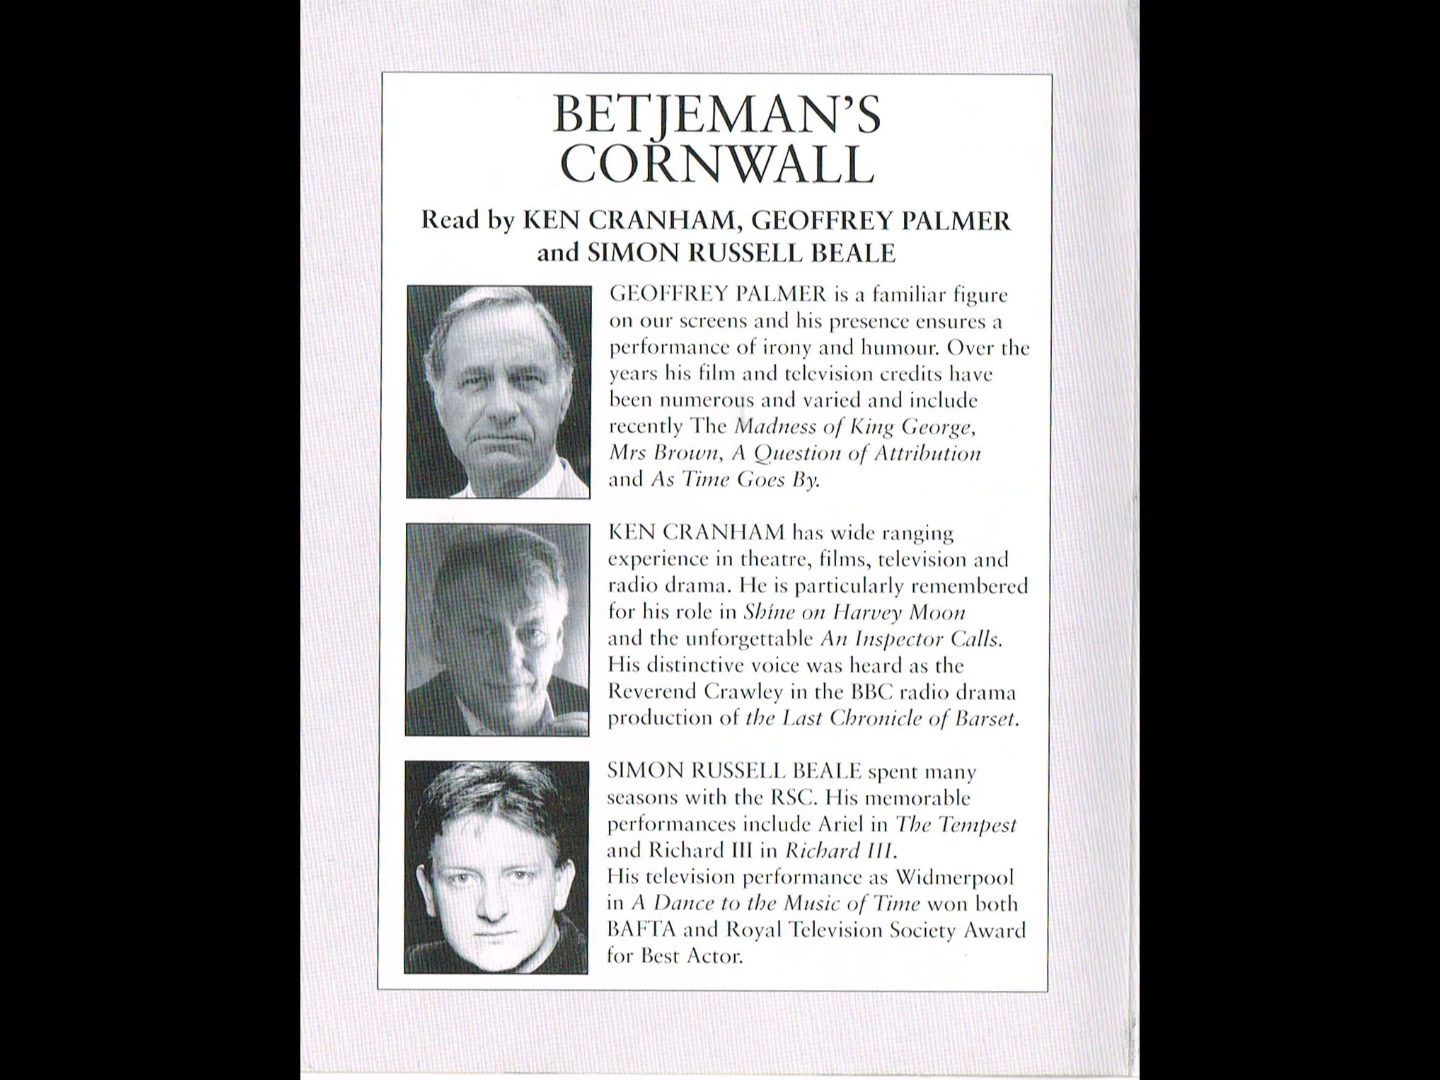 BETJEMAN’S
CORNWALL
Read by KEN CRANHAM, GEOFFREY PALMER
and SIMON RUSSELL BEALE
GEOFFREY PALMER is a familiar figure
on our screens and his presence ensures a
performance of irony and humour. Over the
years his film and television credits have
been numerous and varied and include
recently The Madness of King George,
Mrs Brown, A Question of Attribution
and As Time Goes By.
KEN CRANHAM has wide ranging
experience in theatre, films, television and
radio drama. He is particularly remembered
for his role in Shine on Harvey Moon
and the unforgettable An Inspector Calls.
His distinctive voice was heard as the
Reverend Crawley in the BBC radio drama
production of the Last Chronicle of Barset.
SIMON RUSSELL BEALE spent many
seasons with the RSC. His memorable
performances include Ariel in The Tempest
and Richard III in Richard III.
His television performance as Widmerpool
in A Dance to the Music of Time won both
BAFTA and Royal Television Society Award
for Best Actor.